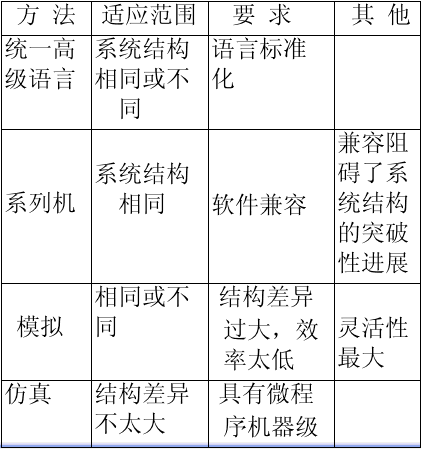 方 法 适应范围 要 求 其 他
统一高
级语言
系统结构
相同或不
同
语言标准
化
系列机
系统结构
相同
软件兼容
兼容阻
碍了系
统结构
的突破
性进展
模拟
相同或不
同
结构差异
过大，效
率太低
灵活性
最大
仿真
结构差异
不太大
具有微程
序机器级